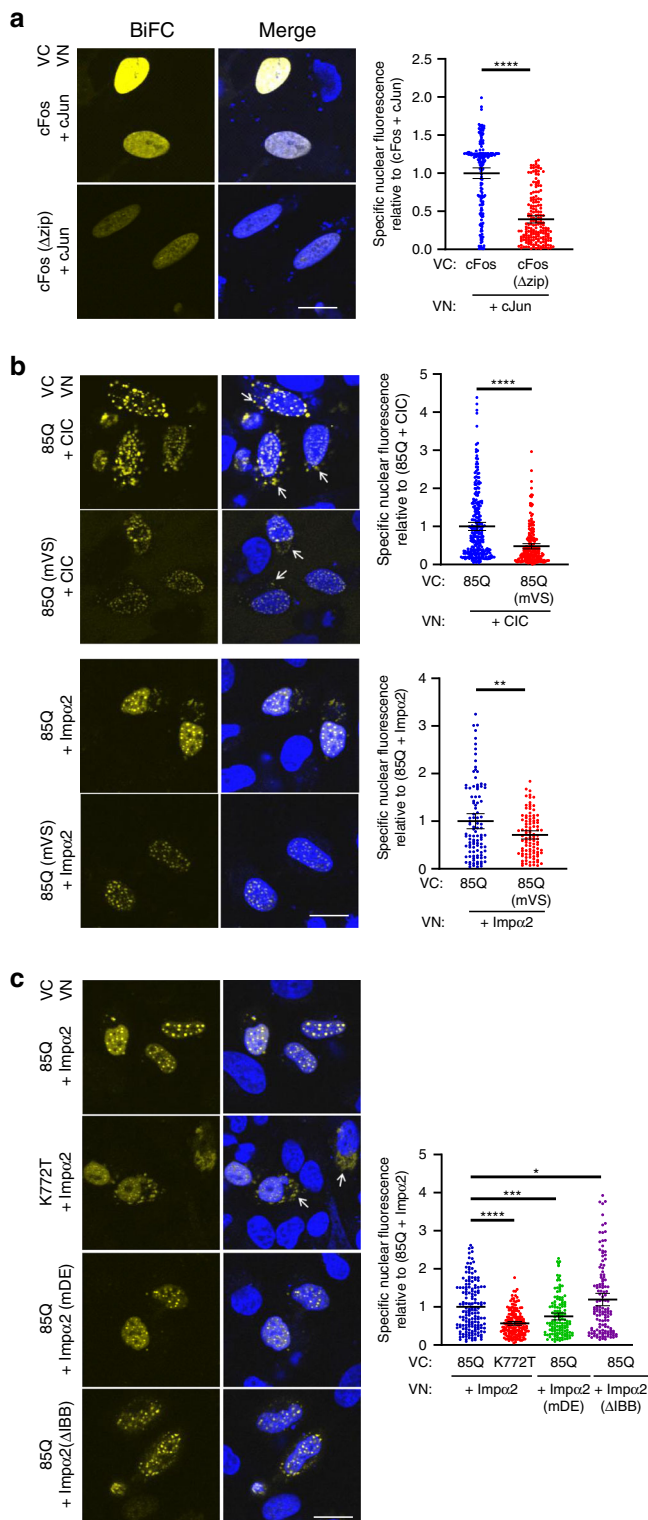 a
BiFC
Merge
VC
VN
cFos
+ cJun
cFos (Δzip)
+ cJun
Specific nuclear fluorescence
relative to (cFos + cJun)
2.5
2.0
1.5
1.0
0.5
0.0
****
VC: cFos cFos
(Δzip)
VN: + cJun
b
VC
VN
85Q
+ CIC
85Q (mVS)
+ CIC
Specific nuclear fluorescence
relative to (85Q + CIC)
5
4
3
2
1
0
****
VC: 85Q 85Q
(mVS)
VN: + CIC
85Q
+ Impα2
85Q (mVS)
+ Impα2
Specific nuclear fluorescence
relative to (85Q + Impα2)
4
3
2
1
0
**
VC: 85Q 85Q
(mVS)
VN: + Impα2
c
VC
VN
85Q
+ Impα2
K772T
+ Impα2
85Q
+ Impα2 (mDE)
85Q
+ Impα2(ΔIBB)
Specific nuclear fluorescence
relative to (85Q + Impα2)
5
4
3
2
1
0
*
***
****
VC: 85Q K772T 85Q 85Q
VN: + Impα2 + Impα2 + Impα2
(mDE) (ΔIBB)